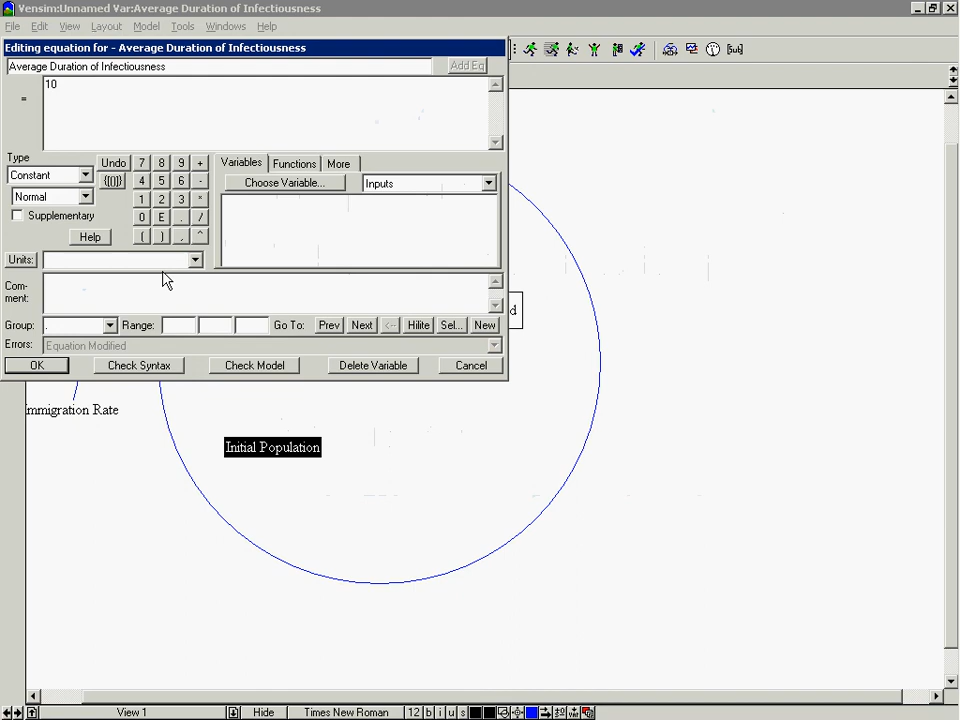 Vensim:Unnamed Var:Average Duration of Infectiousness
File Edit View Layout Model Tools Windows Help
Editing equation for - Average Duration of Infectiousness
Average Duration of Infectiousness Add Eq
=
10
Type
Constant
Normal
Supplementary
Help
Undo 7 8 9 +
{[()]} 4 5 6 -
1 2 3 *
0 E . /
( ) , ^
Variables Functions More
Choose Variable... Inputs
Units:
Com-
ment:
Group: . Range: Go To: Prev Next <- Hilite Sel... New
Errors: Equation Modified
OK Check Syntax Check Model Delete Variable Cancel
[sub]
d
Immigration Rate
Initial Population
View 1 Hide Times New Roman 12 b i u s